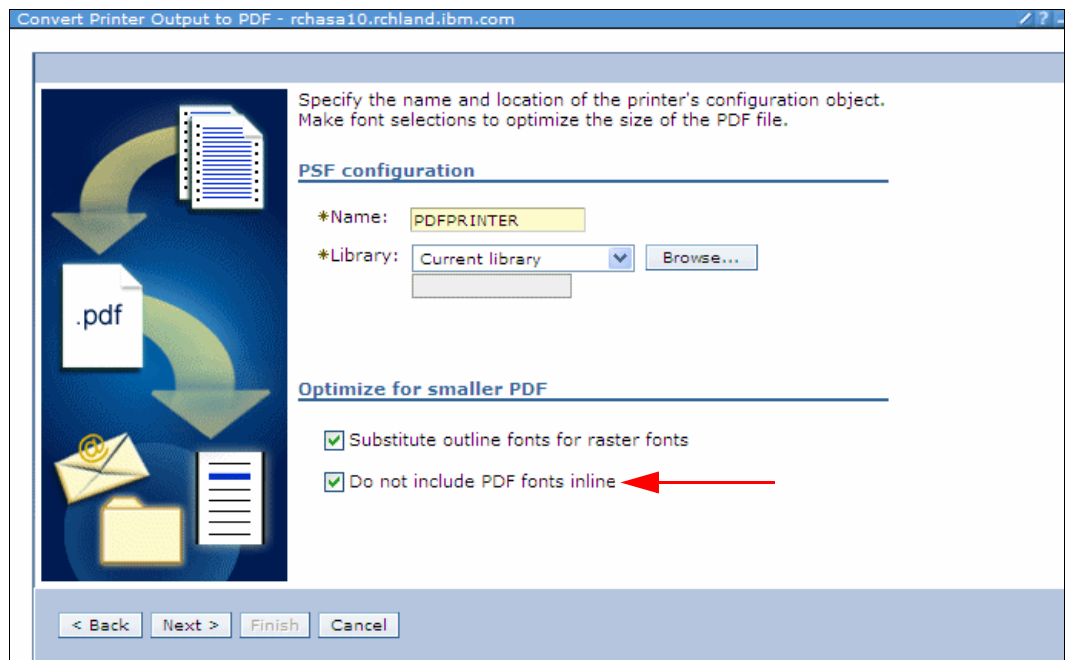 Convert Printer Output to PDF - rchasa10.rchland.ibm.com
?
Specify the name and location of the printer's configuration object.
Make font selections to optimize the size of the PDF file.
PSF configuration
*Name: PDFPRINTER
*Library: Current library Browse...
.pdf
Optimize for smaller PDF
Substitute outline fonts for raster fonts
@
Do not include PDF fonts inline
< Back Next > Finish Cancel